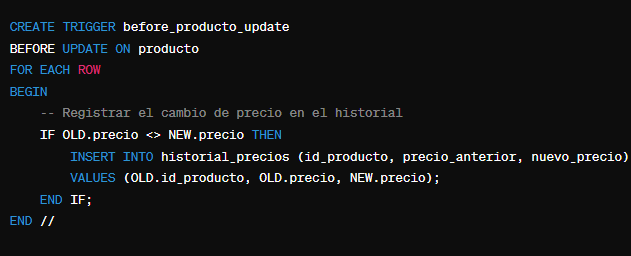 CREATE TRIGGER before_producto_update
BEFORE UPDATE ON producto
FOR EACH ROW
BEGIN
    -- Registrar el cambio de precio en el historial
    IF OLD.precio <> NEW.precio THEN
        INSERT INTO historial_precios (id_producto, precio_anterior, nuevo_precio)
        VALUES (OLD.id_producto, OLD.precio, NEW.precio);
    END IF;
END //